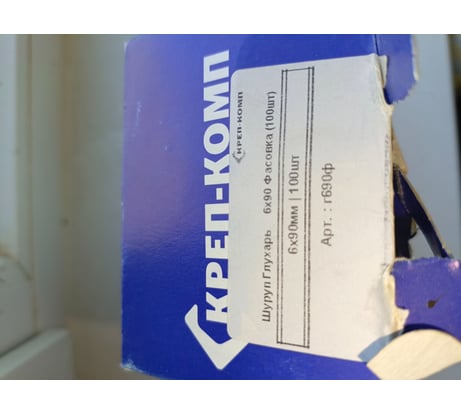 КРЕП-КОМП
КРЕП-КОМП
Шуруп Глухарь 6х90 Фасовка (100шт)
6х90мм | 100шт
Арт. : г690ф